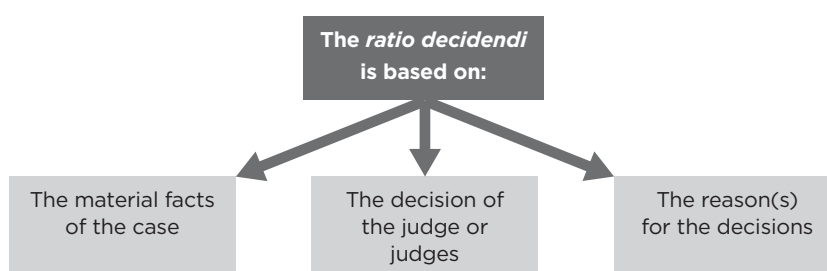 The ratio decidendi
is based on:
The material facts
of the case
The decision of
the judge or
judges
The reason(s)
for the decisions